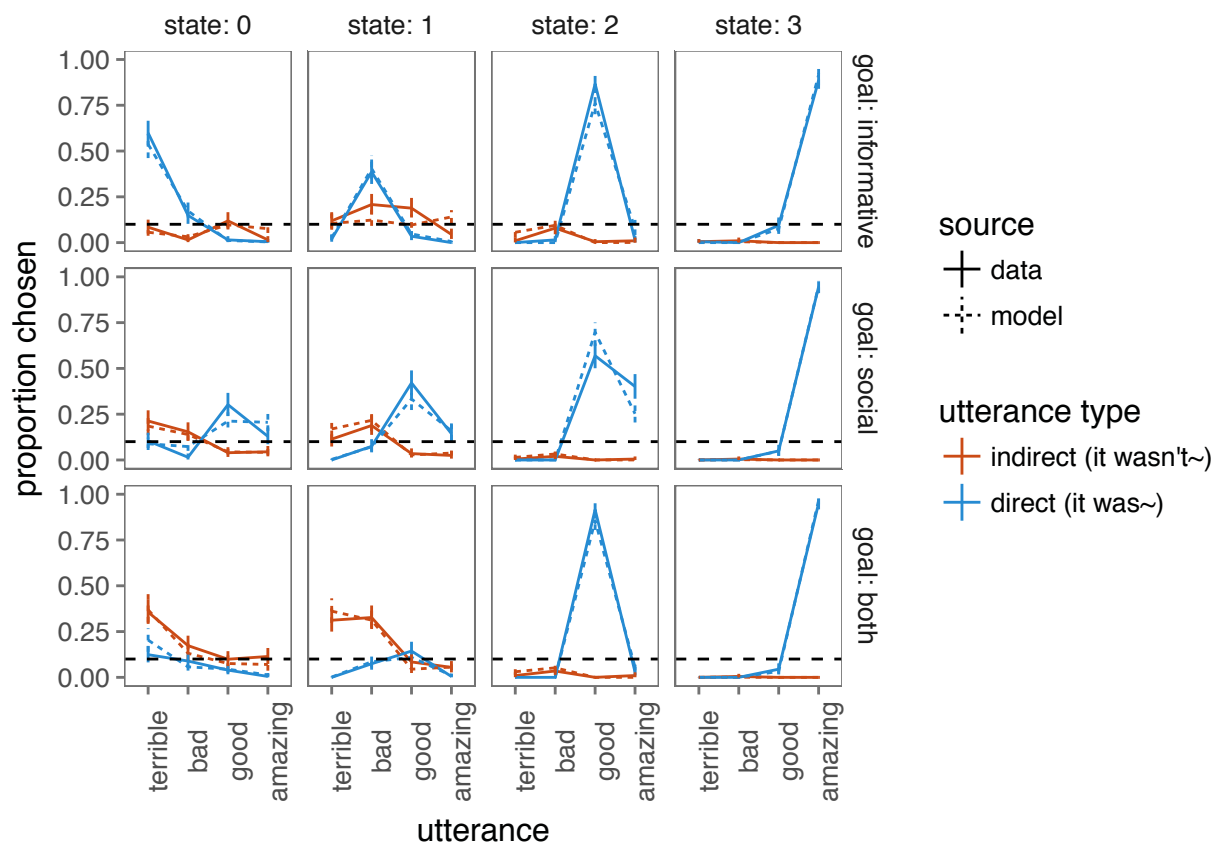 state: 0
state: 1
state: 2
state: 3
1.00
0.75
0.50
0.25
0.00
goal: informative
1.00
0.75
0.50
0.25
0.00
goal: social
1.00
0.75
0.50
0.25
0.00
goal: both
proportion chosen
terrible
bad
good
amazing
terrible
bad
good
amazing
terrible
bad
good
amazing
terrible
bad
good
amazing
utterance
source
data
model
utterance type
indirect (it wasn't~)
direct (it was~)